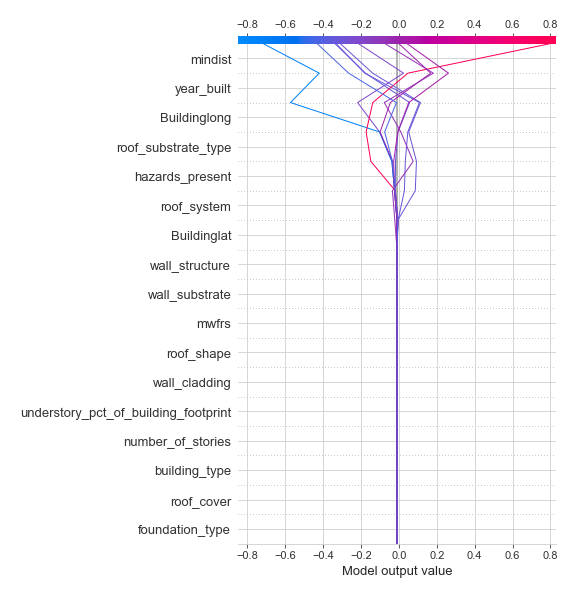 −0.8 −0.6 −0.4 −0.2 0.0 0.2 0.4 0.6 0.8
mindist
year_built
Buildinglong
roof_substrate_type
hazards_present
roof_system
Buildinglat
wall_structure
wall_substrate
mwfrs
roof_shape
wall_cladding
understory_pct_of_building_footprint
number_of_stories
building_type
roof_cover
foundation_type
−0.8 −0.6 −0.4 −0.2 0.0 0.2 0.4 0.6 0.8
Model output value